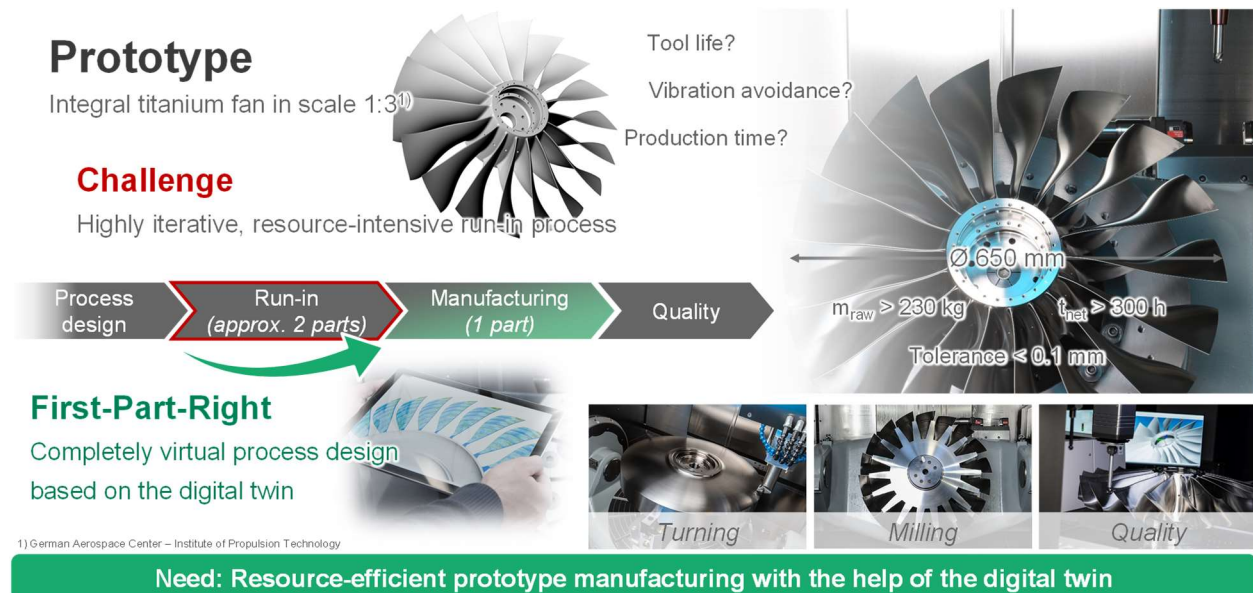 Prototype
Integral titanium fan in scale 1:3¹⁾
Tool life?
Vibration avoidance?
Production time?
Challenge
Highly iterative, resource-intensive run-in process
Process
design
Run-in
(approx. 2 parts)
Manufacturing
(1 part)
Quality
Ø 650 mm
m_raw > 230 kg
t_net > 300 h
Tolerance < 0.1 mm
First-Part-Right
Completely virtual process design
based on the digital twin
Turning
Milling
Quality
1) German Aerospace Center – Institute of Propulsion Technology
Need: Resource-efficient prototype manufacturing with the help of the digital twin